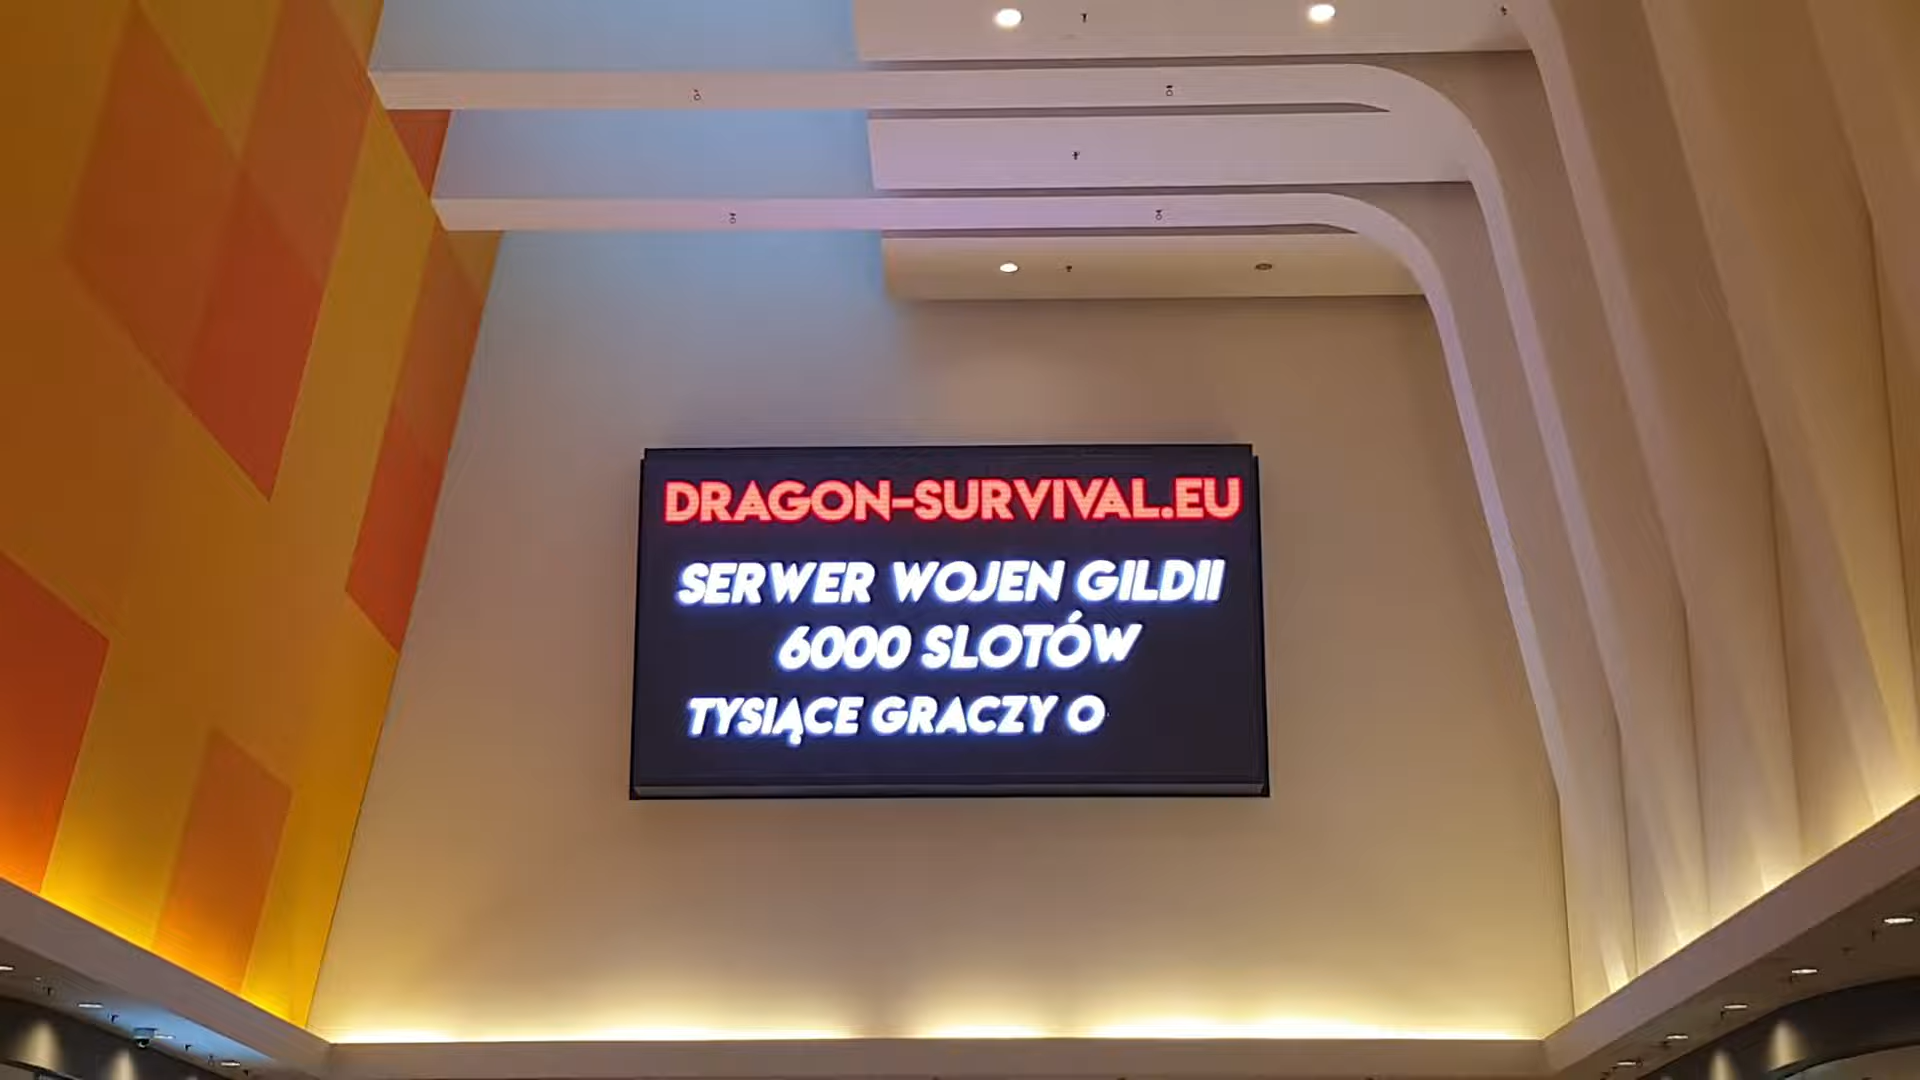 DRAGON-SURVIVAL.EU
SERWER WOJEN GILDII
6000 SLOTÓW
TYSIĄCE GRACZY O